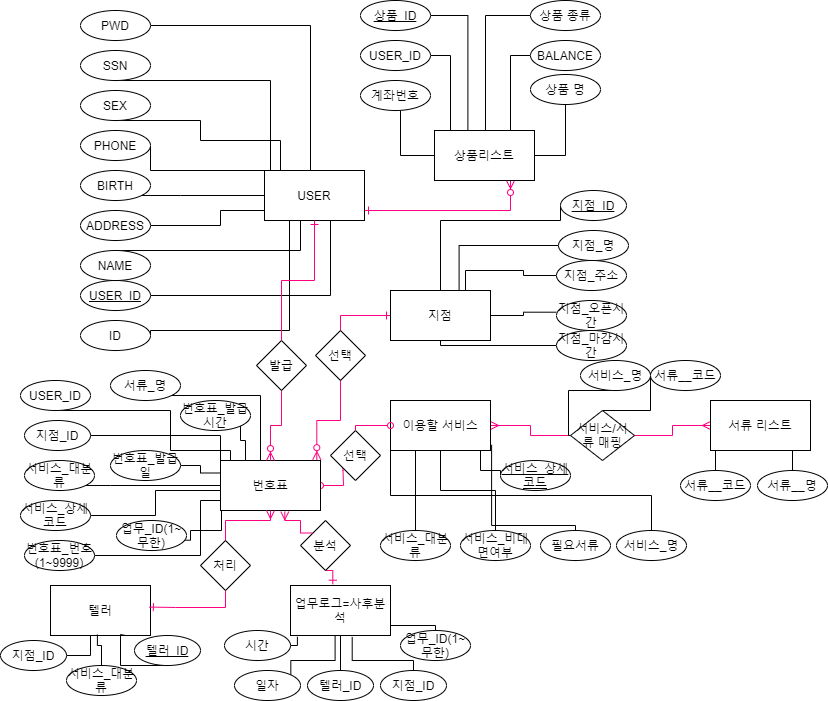 PWD
SSN
SEX
PHONE
BIRTH
ADDRESS
NAME
USER_ID
ID
USER
상품_ID
USER_ID
계좌번호
상품 종류
BALANCE
상품 명
상품리스트
지점_ID
지점_명
지점_주소
지점_오픈시
간
지점_마감시
간
지점
발급
선택
선택
서비스_명
서류__코드
서비스/서
류 매핑
서류 리스트
서류__코드
서류__명
이용할 서비스
서비스_상세
코드
서비스_대분
류
서비스_비대
면여부
필요서류
서비스_명
USER_ID
서류_명
번호표_발급
시간
지점_ID
번호표_발급
일
서비스_대분
류
서비스_상세
코드
업무_ID(1~
무한)
번호표_번호
(1~9999)
번호표
처리
분석
텔러
지점_ID
서비스_대분
류
텔러_ID
업무로그=사후분
석
시간
일자
텔러_ID
지점_ID
업무_ID(1~
무한)